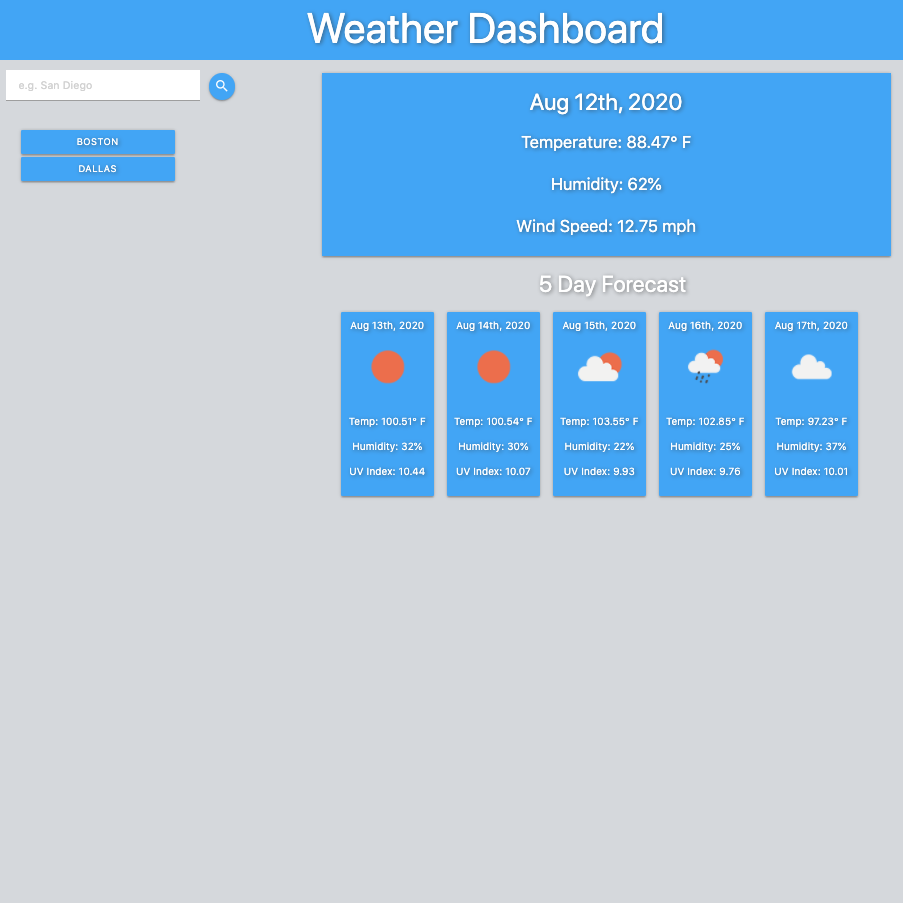 Weather Dashboard
e.g. San Diego
BOSTON
DALLAS
Aug 12th, 2020
Temperature: 88.47° F
Humidity: 62%
Wind Speed: 12.75 mph
5 Day Forecast
Aug 13th, 2020
Temp: 100.51° F
Humidity: 32%
UV Index: 10.44
Aug 14th, 2020
Temp: 100.54° F
Humidity: 30%
UV Index: 10.07
Aug 15th, 2020
Temp: 103.55° F
Humidity: 22%
UV Index: 9.93
Aug 16th, 2020
Temp: 102.85° F
Humidity: 25%
UV Index: 9.76
Aug 17th, 2020
Temp: 97.23° F
Humidity: 37%
UV Index: 10.01